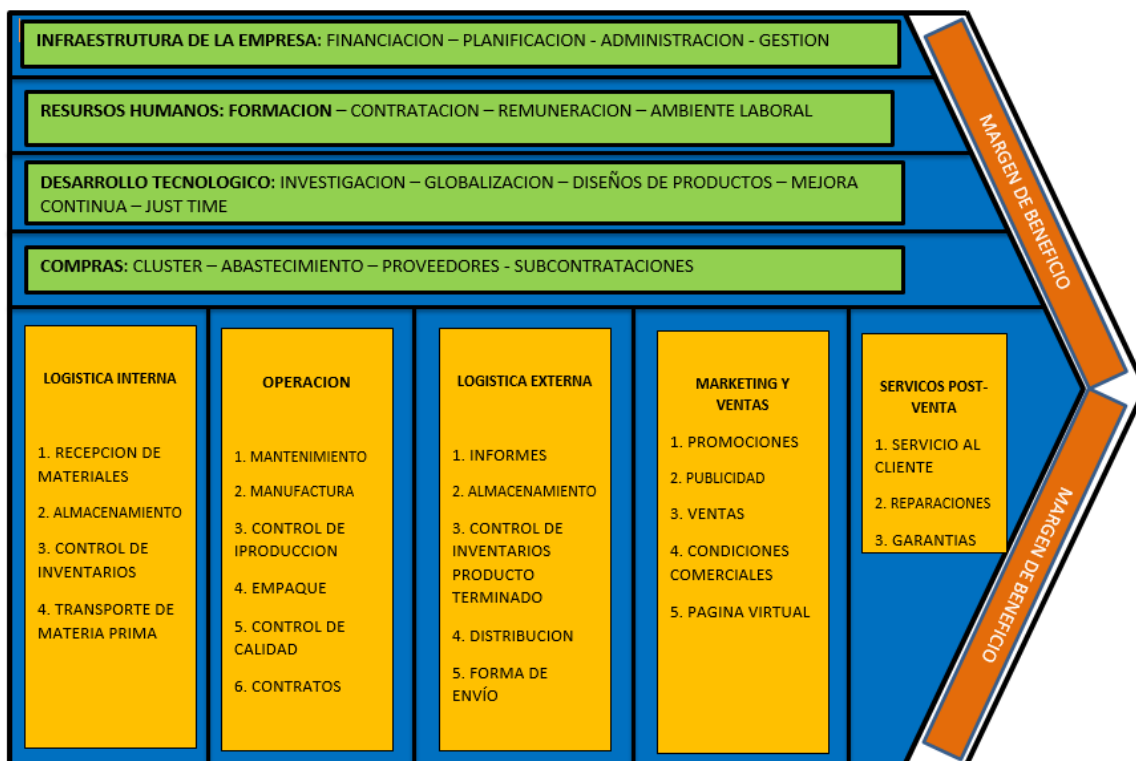 INFRAESTRUTURA DE LA EMPRESA: FINANCIACION – PLANIFICACION - ADMINISTRACION - GESTION
RESURSOS HUMANOS: FORMACION – CONTRATACION – REMUNERACION – AMBIENTE LABORAL
DESARROLLO TECNOLOGICO: INVESTIGACION – GLOBALIZACION – DISEÑOS DE PRODUCTOS – MEJORA
CONTINUA – JUST TIME
COMPRAS: CLUSTER – ABASTECIMIENTO – PROVEEDORES - SUBCONTRATACIONES
MARGEN DE BENEFICIO
LOGISTICA INTERNA
1. RECEPCION DE
MATERIALES
2. ALMACENAMIENTO
3. CONTROL DE
INVENTARIOS
4. TRANSPORTE DE
MATERIA PRIMA
OPERACION
1. MANTENIMIENTO
2. MANUFACTURA
3. CONTROL DE
IPRODUCCION
4. EMPAQUE
5. CONTROL DE
CALIDAD
6. CONTRATOS
LOGISTICA EXTERNA
1. INFORMES
2. ALMACENAMIENTO
3. CONTROL DE
INVENTARIOS
PRODUCTO
TERMINADO
4. DISTRIBUCION
5. FORMA DE
ENVÍO
MARKETING Y
VENTAS
1. PROMOCIONES
2. PUBLICIDAD
3. VENTAS
4. CONDICIONES
COMERCIALES
5. PAGINA VIRTUAL
SERVICOS POST-
VENTA
1. SERVICIO AL
CLIENTE
2. REPARACIONES
3. GARANTIAS
MARGEN DE BENEFICIO